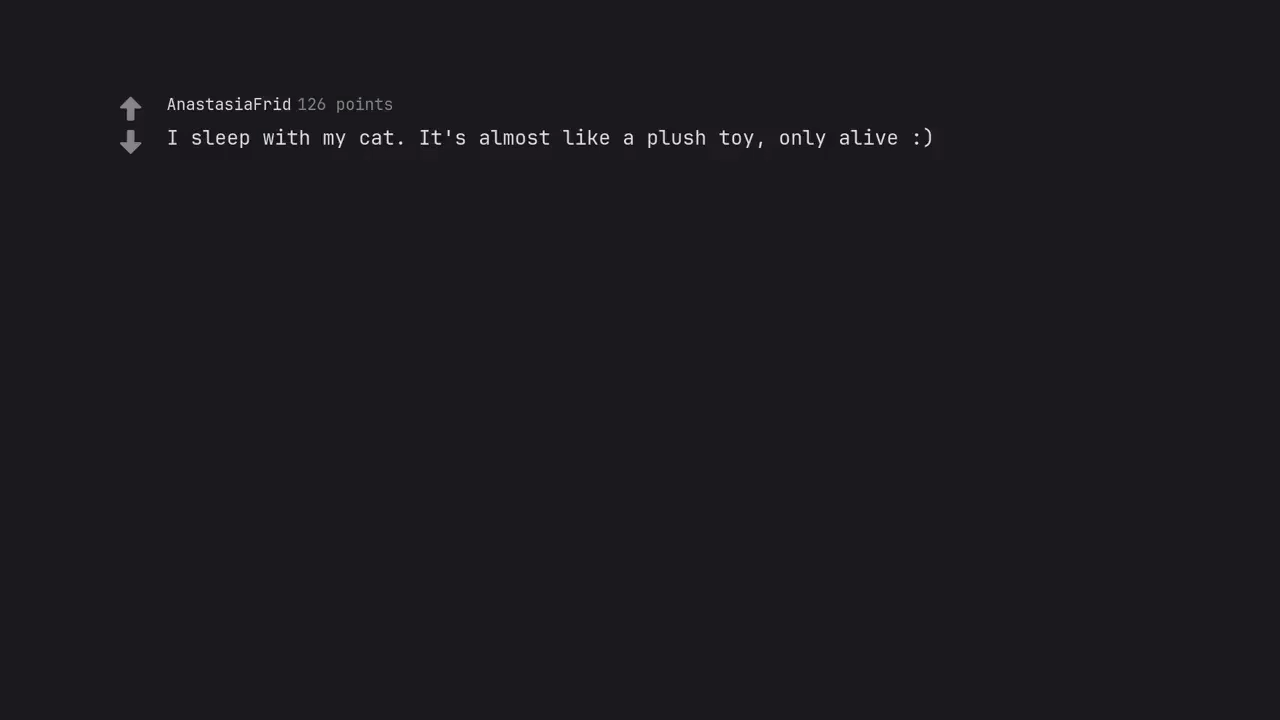 AnastasiaFrid 126 points
I sleep with my cat. It's almost like a plush toy, only alive :)